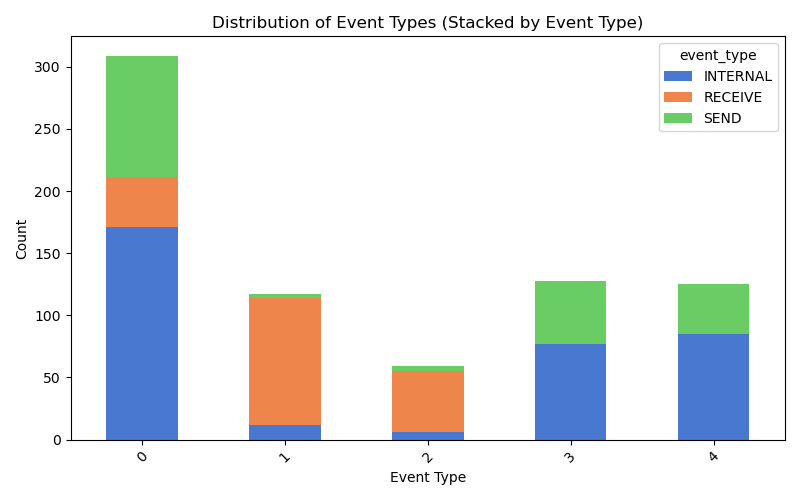 Distribution of Event Types (Stacked by Event Type)
event_type
INTERNAL
RECEIVE
SEND
Count
300
250
200
150
100
50
0
0
1
2
3
4
Event Type